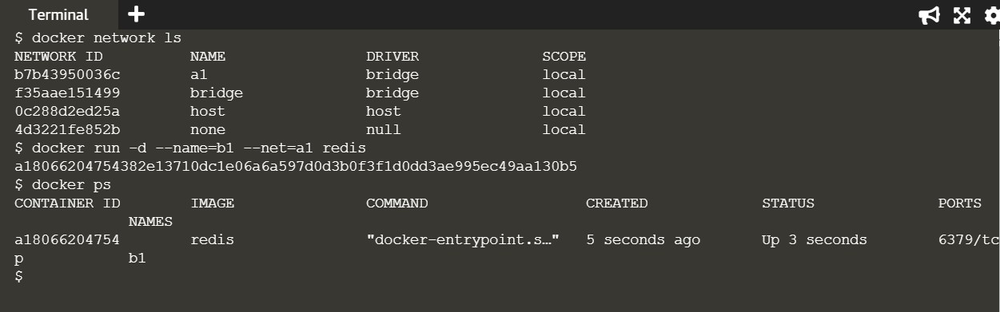 Terminal
$ docker network ls
NETWORK ID NAME DRIVER SCOPE
b7b43950036c a1 bridge local
f35aae151499 bridge bridge local
0c288d2ed25a host host local
4d3221fe852b none null local
$ docker run -d --name=b1 --net=a1 redis
a18066204754382e13710dc1e06a6a597d0d3b0f3f1d0dd3ae995ec49aa130b5
$ docker ps
CONTAINER ID IMAGE COMMAND CREATED STATUS PORTS
NAMES
a18066204754 redis "docker-entrypoint.s…" 5 seconds ago Up 3 seconds 6379/tc
p b1
$